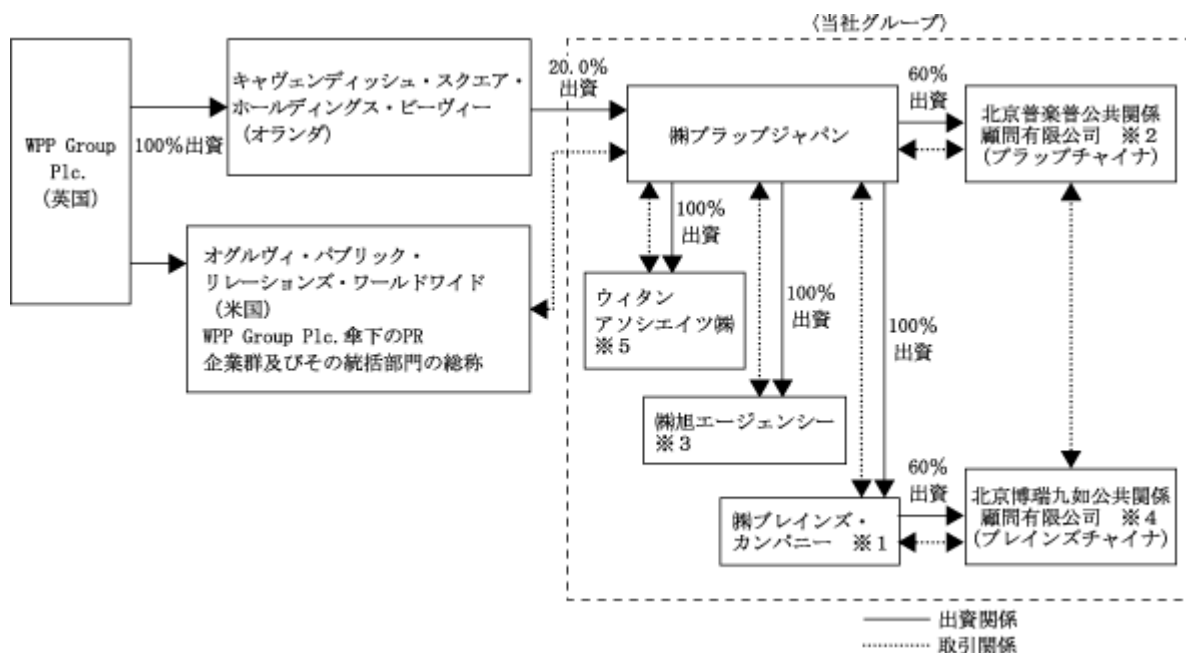 〈当社グループ〉
WPP Group
Plc.
(英国)
100%出資
キャヴェンディッシュ・スクエア・
ホールディングス・ビーヴィー
(オランダ)
20.0%
出資
㈱プラップジャパン
60%
出資
北京普楽普公共関係
顧問有限公司 ※2
(プラップチャイナ)
オグルヴィ・パブリック・
リレーションズ・ワールドワイド
(米国)
WPP Group Plc.傘下のPR
企業群及びその統括部門の総称
100%
出資
ウィタン
アソシエイツ㈱
※5
100%
出資
㈱旭エージェンシー
※3
100%
出資
㈱ブレインズ・
カンパニー ※1
60%
出資
北京博瑞九如公共関係
顧問有限公司 ※4
(ブレインズチャイナ)
出資関係
取引関係